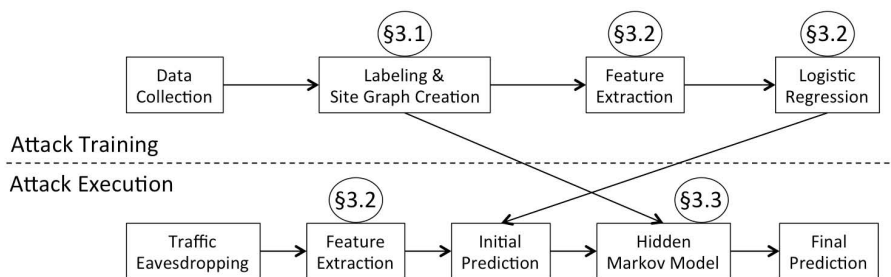 §3.1
§3.2
§3.2
Data
Collection
Labeling &
Site Graph Creation
Feature
Extraction
Logistic
Regression
Attack Training
Attack Execution
§3.2
§3.3
Traffic
Eavesdropping
Feature
Extraction
Initial
Prediction
Hidden
Markov Model
Final
Prediction